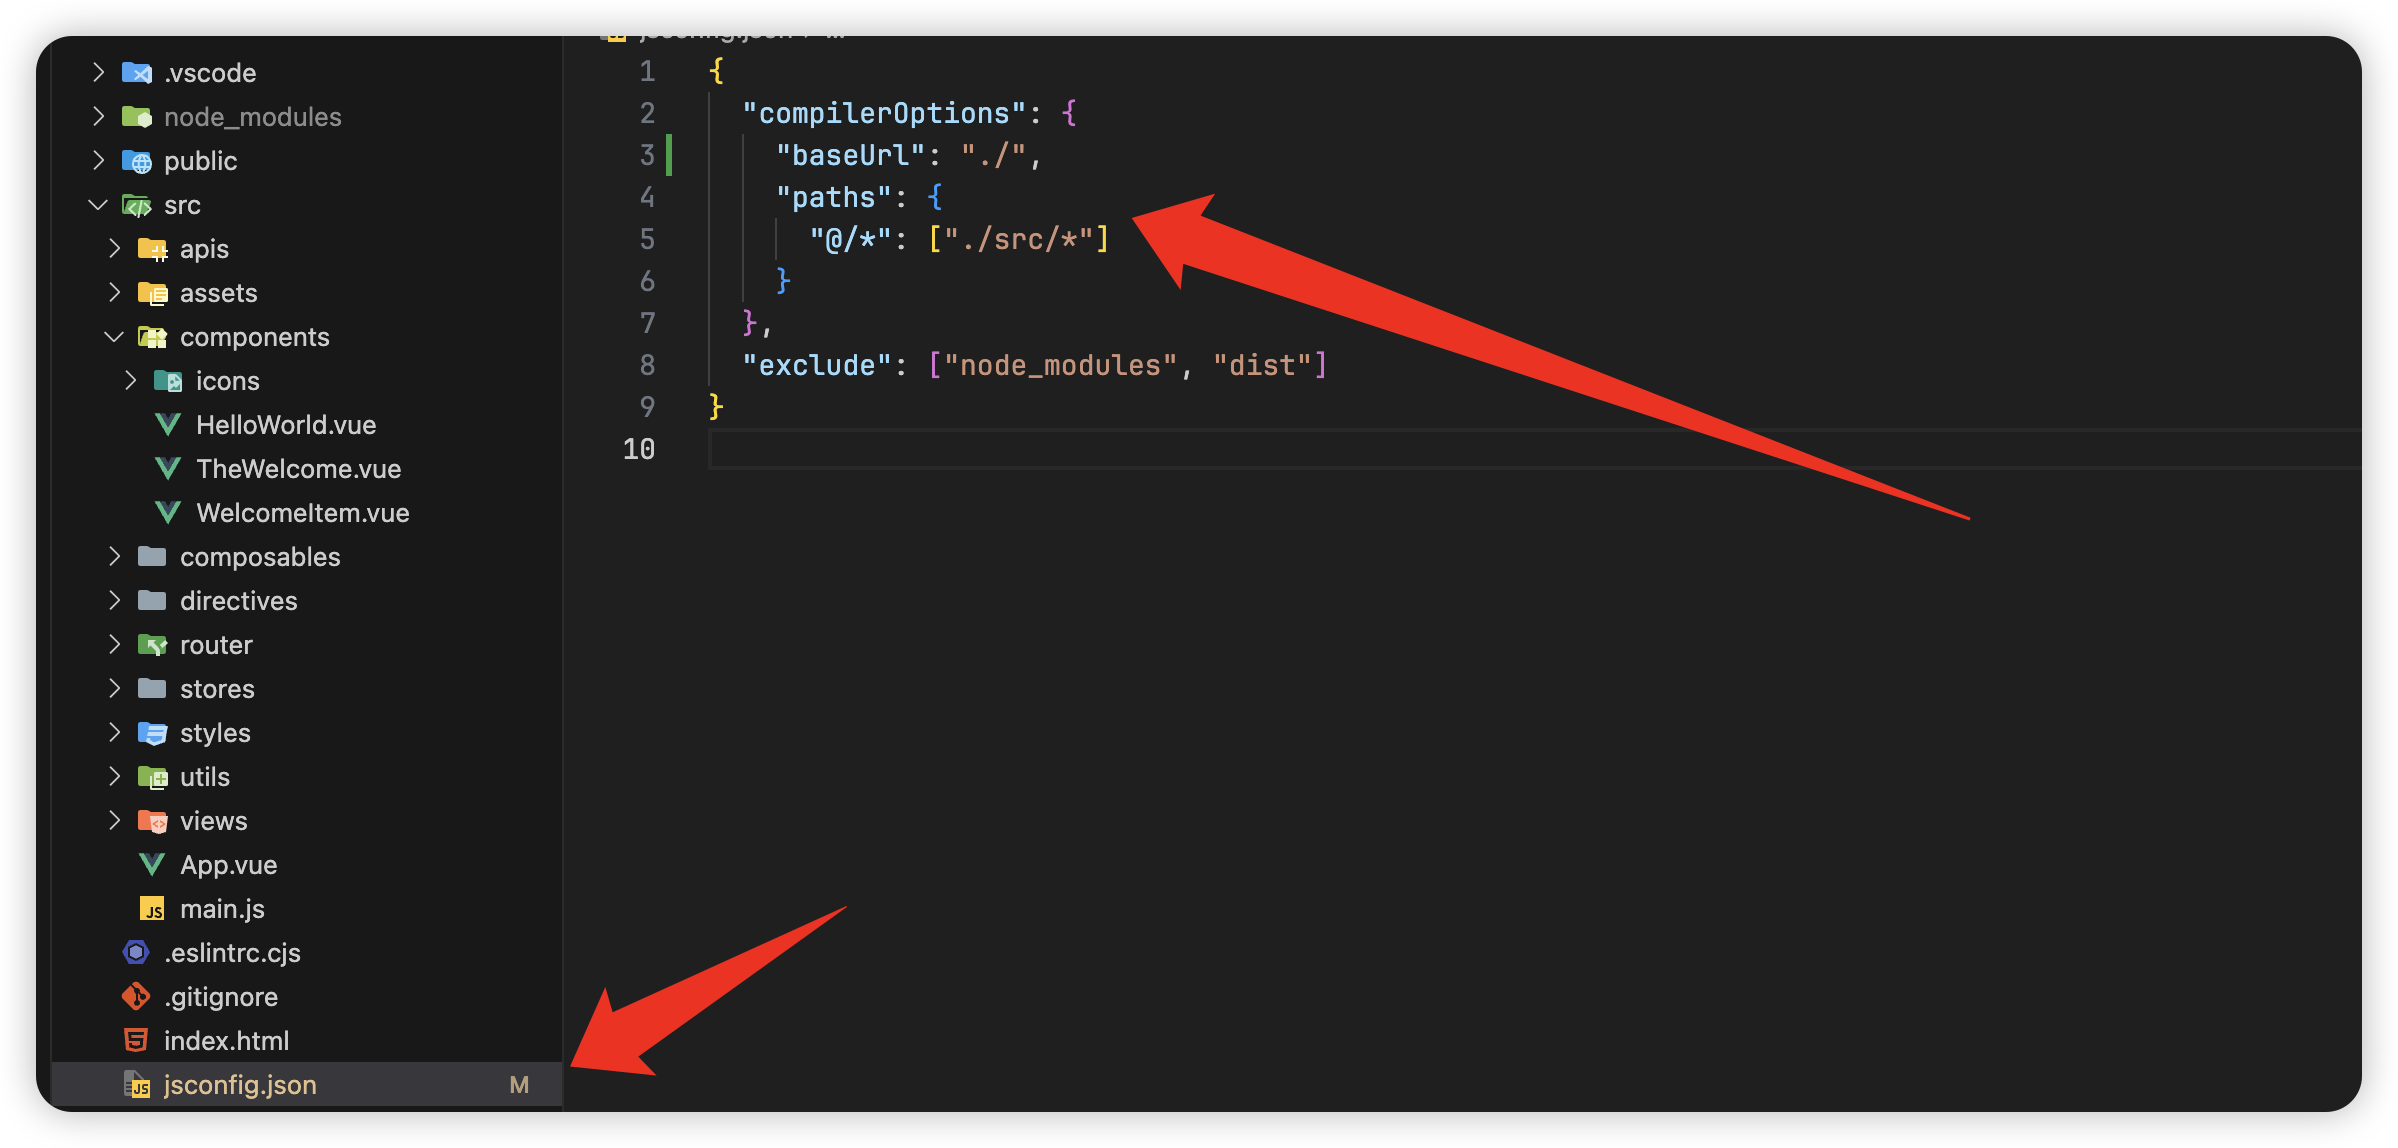 .vscode
node_modules
public
src
apis
assets
components
icons
HelloWorld.vue
TheWelcome.vue
WelcomeItem.vue
composables
directives
router
stores
styles
utils
views
App.vue
main.js
.eslintrc.cjs
.gitignore
index.html
jsconfig.json M
jsconfig.json > ...
1 {
2 "compilerOptions": {
3 "baseUrl": "./",
4 "paths": {
5 "@/*": ["./src/*"]
6 }
7 },
8 "exclude": ["node_modules", "dist"]
9 }
10